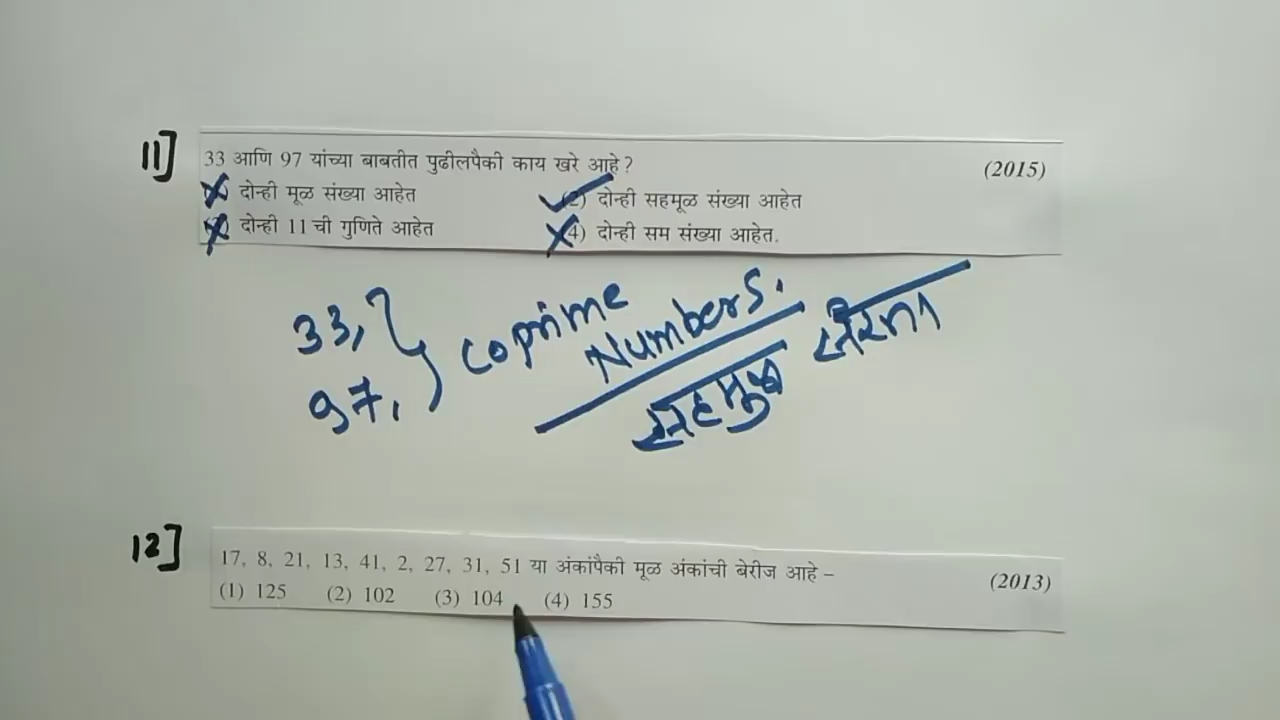 11] 33 आणि 97 यांच्या बाबतीत पुढीलपैकी काय खरे आहे? (2015)
दोन्ही मूळ संख्या आहेत (2) दोन्ही सहमूळ संख्या आहेत
दोन्ही 11 ची गुणिते आहेत (4) दोन्ही सम संख्या आहेत.
33,
97,
coprime
Numbers.
सहमुळ संख्या
12] 17, 8, 21, 13, 41, 2, 27, 31, 51 या अंकांपैकी मूळ अंकांची बेरीज आहे – (2013)
(1) 125 (2) 102 (3) 104 (4) 155